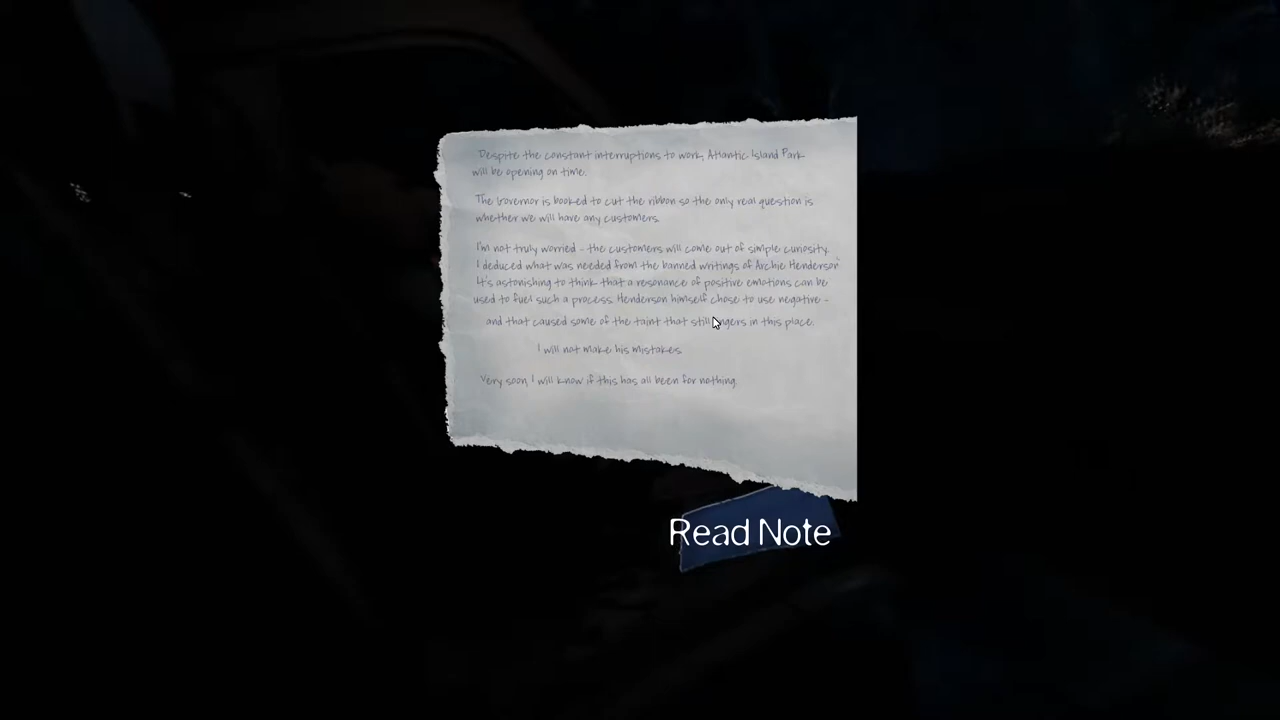 Despite the constant interruptions to work, Atlantic Island Park
will be opening on time.
The Governor is booked to cut the ribbon so the only real question is
whether we will have any customers.
I'm not truly worried - the customers will come out of simple curiosity.
I deduced what was needed from the banned writings of Archie Henderson.
It's astonishing to think that a resonance of positive emotions can be
used to fuel such a process. Henderson himself chose to use negative -
and that caused some of the taint that still lingers in this place.
I will not make his mistakes.
Very soon, I will know if this has all been for nothing.
Read Note